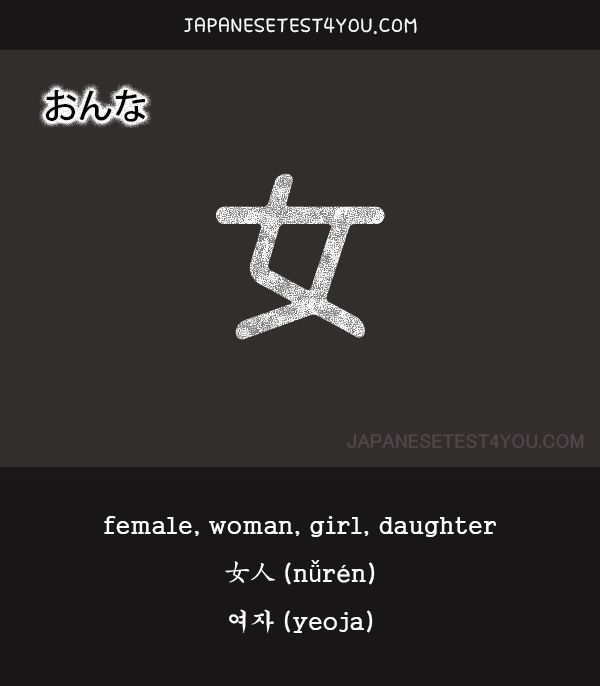 JAPANESETEST4YOU.COM
おんな
女
JAPANESETEST4YOU.COM
female, woman, girl, daughter
女人 (nǚrén)
여자 (yeoja)